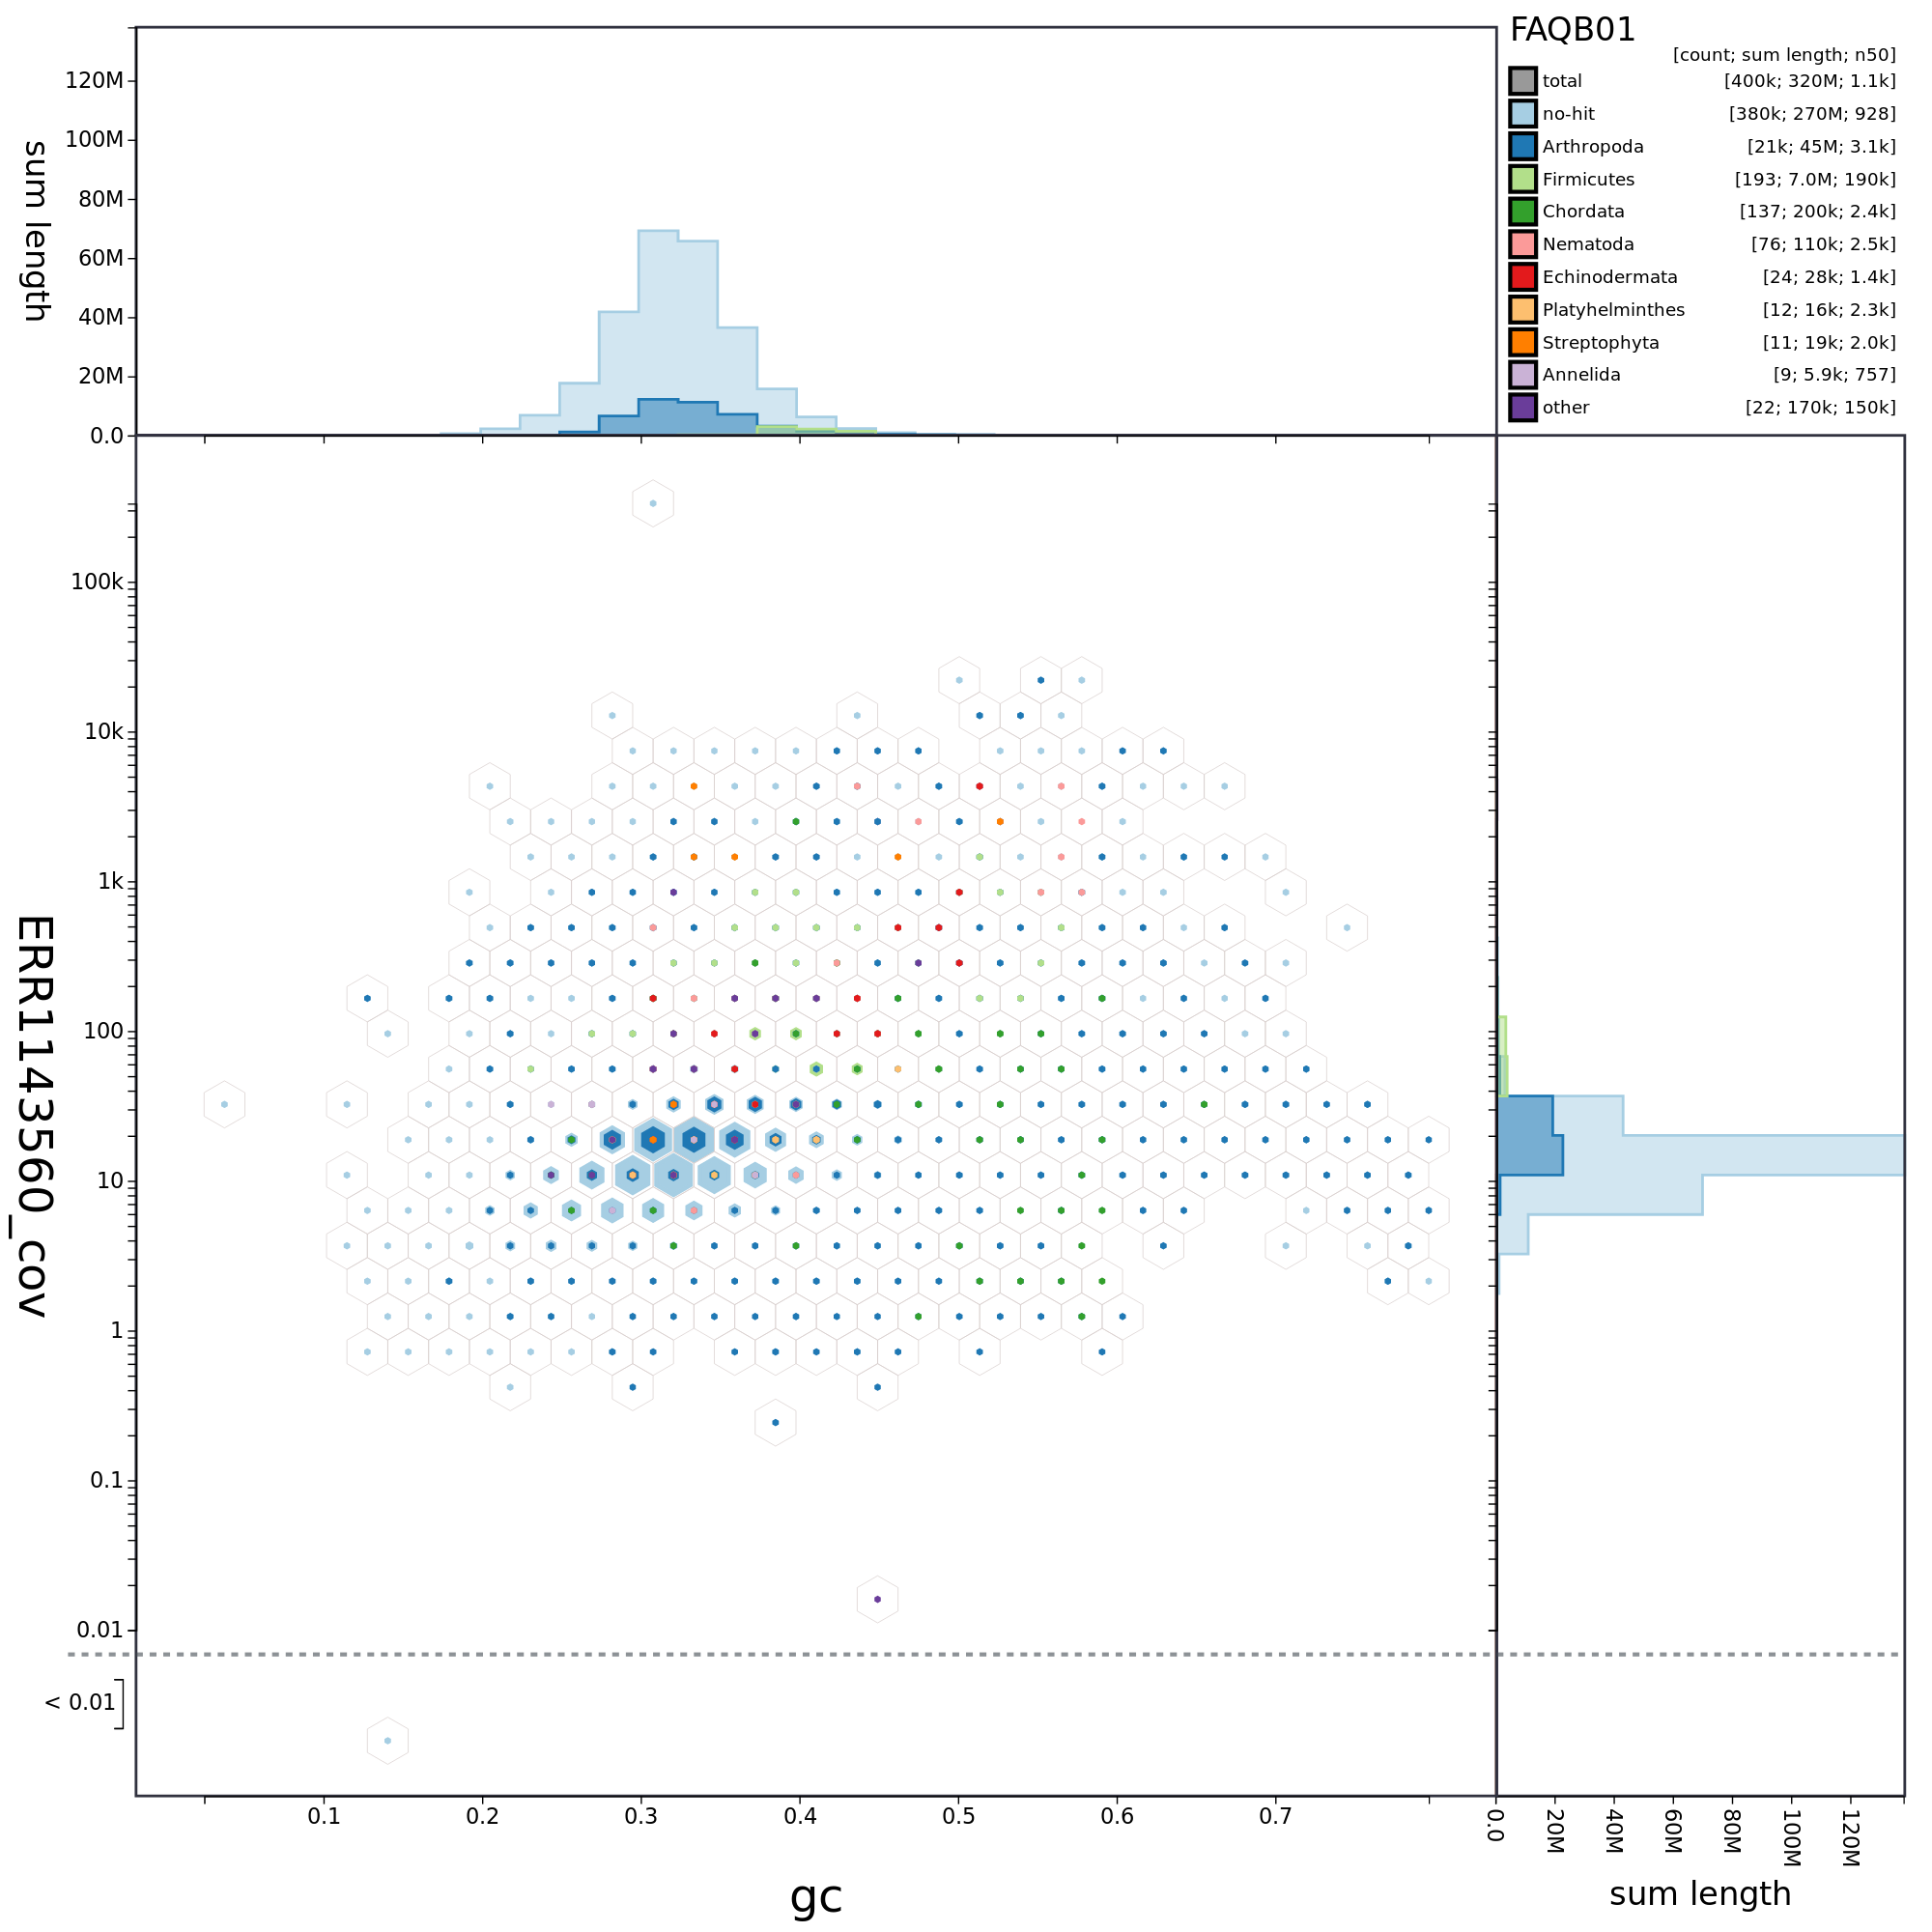 FAQB01
[count; sum length; n50]
total [400k; 320M; 1.1k]
no-hit [380k; 270M; 928]
Arthropoda [21k; 45M; 3.1k]
Firmicutes [193; 7.0M; 190k]
Chordata [137; 200k; 2.4k]
Nematoda [76; 110k; 2.5k]
Echinodermata [24; 28k; 1.4k]
Platyhelminthes [12; 16k; 2.3k]
Streptophyta [11; 19k; 2.0k]
Annelida [9; 5.9k; 757]
other [22; 170k; 150k]
sum length
120M
100M
80M
60M
40M
20M
0.0
ERR1143560_cov
100k
10k
1k
100
10
1
0.1
0.01
< 0.01
0.1 0.2 0.3 0.4 0.5 0.6 0.7
gc
0.0 20M 40M 60M 80M 100M 120M
sum length